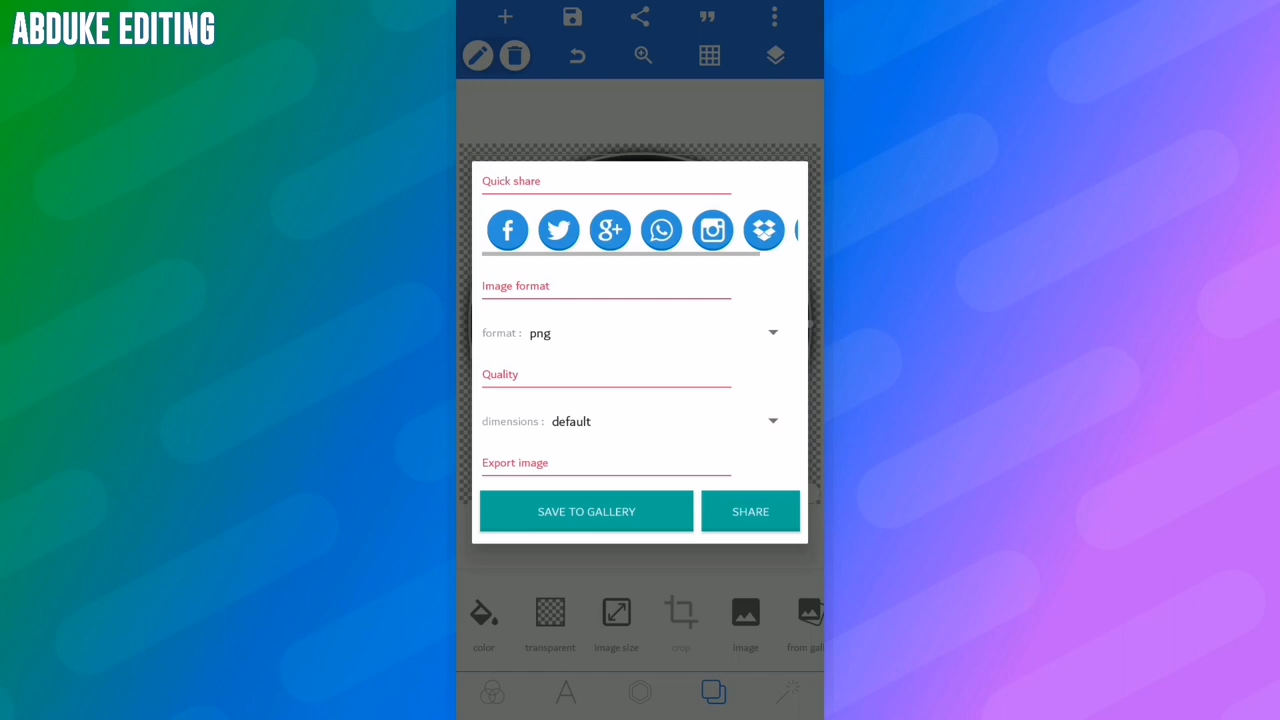 ABDUKE EDITING
Quick share
Image format
format : png
Quality
dimensions : default
Export image
SAVE TO GALLERY SHARE
color transparent image size crop image from gall